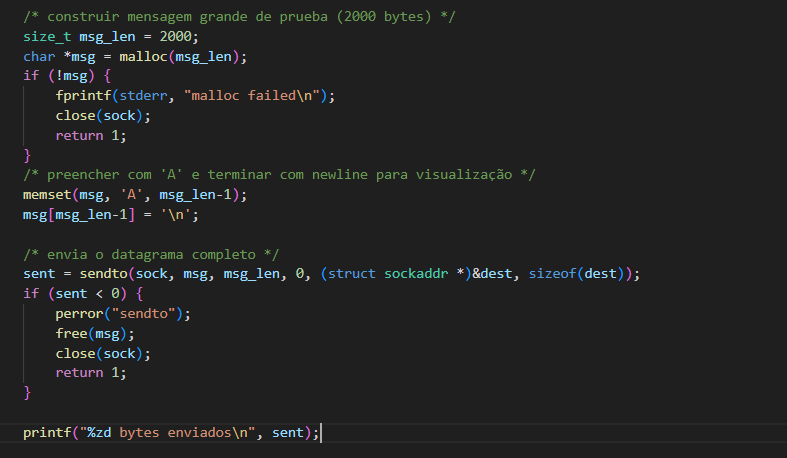 /* construir mensagem grande de prueba (2000 bytes) */
size_t msg_len = 2000;
char *msg = malloc(msg_len);
if (!msg) {
    fprintf(stderr, "malloc failed\n");
    close(sock);
    return 1;
}
/* preencher com 'A' e terminar com newline para visualização */
memset(msg, 'A', msg_len-1);
msg[msg_len-1] = '\n';

/* envia o datagrama completo */
sent = sendto(sock, msg, msg_len, 0, (struct sockaddr *)&dest, sizeof(dest));
if (sent < 0) {
    perror("sendto");
    free(msg);
    close(sock);
    return 1;
}

printf("%zd bytes enviados\n", sent);